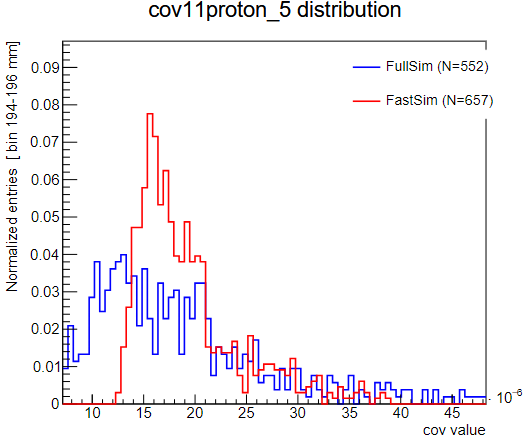 cov11proton_5 distribution
Normalized entries [ bin 194-196 mm]
FullSim (N=552)
FastSim (N=657)
0.09
0.08
0.07
0.06
0.05
0.04
0.03
0.02
0.01
0
10 15 20 25 30 35 40 45
·10⁻⁶
cov value